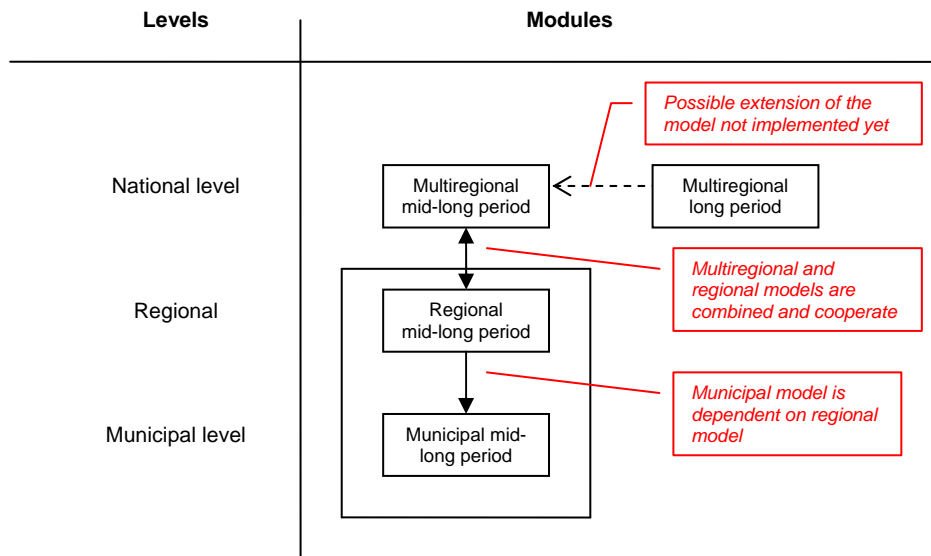 Levels
Modules
Possible extension of the
model not implemented yet
National level
Multiregional
mid-long period
Multiregional
long period
Multiregional and
regional models are
combined and cooperate
Regional
Regional
mid-long period
Municipal model is
dependent on regional
model
Municipal level
Municipal mid-
long period